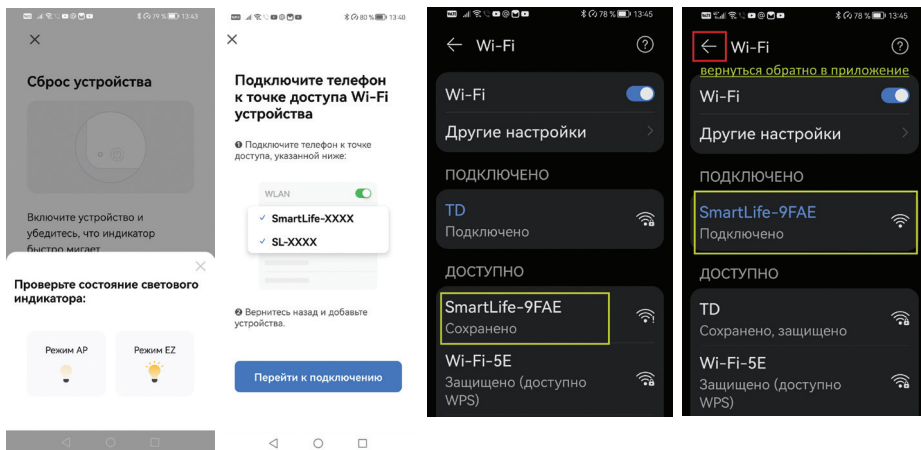 79 % 13:43
Сброс устройства
Включите устройство и
убедитесь, что индикатор
быстро мигает
Проверьте состояние светового
индикатора:
Режим AP
Режим EZ
80 % 13:40
Подключите телефон
к точке доступа Wi-Fi
устройства
❶ Подключите телефон к точке
доступа, указанной ниже:
WLAN
SmartLife-XXXX
SL-XXXX
❷ Вернитесь назад и добавьте
устройства.
Перейти к подключению
78 % 13:45
Wi-Fi
Wi-Fi
Другие настройки
ПОДКЛЮЧЕНО
TD
Подключено
ДОСТУПНО
SmartLife-9FAE
Сохранено
Wi-Fi-5E
Защищено (доступно
WPS)
78 % 13:45
Wi-Fi
вернуться обратно в приложение
Wi-Fi
Другие настройки
ПОДКЛЮЧЕНО
SmartLife-9FAE
Подключено
ДОСТУПНО
TD
Сохранено, защищено
Wi-Fi-5E
Защищено (доступно
WPS)